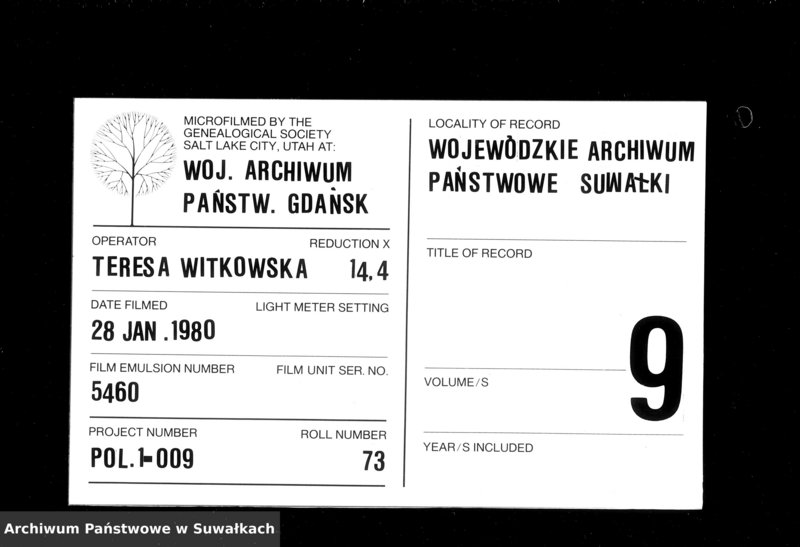 MICROFILMED BY THE
GENEALOGICAL SOCIETY
SALT LAKE CITY, UTAH AT:
WOJ. ARCHIWUM
PAŃSTW. GDAŃSK
OPERATOR REDUCTION X
TERESA WITKOWSKA 14,4
DATE FILMED LIGHT METER SETTING
28 JAN .1980
FILM EMULSION NUMBER FILM UNIT SER. NO.
5460
PROJECT NUMBER ROLL NUMBER
POL.1-009 73
LOCALITY OF RECORD
WOJEWÓDZKIE ARCHIWUM
PAŃSTWOWE SUWAŁKI
TITLE OF RECORD
9
VOLUME/S
YEAR/S INCLUDED
Archiwum Państwowe w Suwałkach